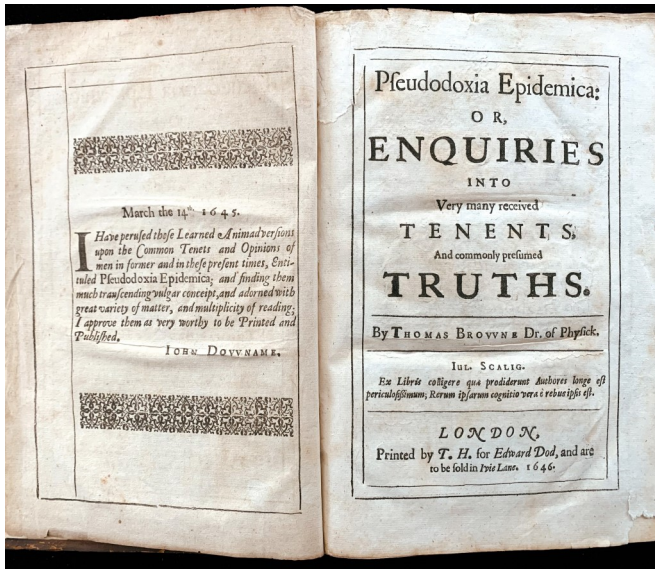 March the 14th: 1645.
I Have perused these Learned Animadversions
upon the Common Tenets and Opinions of
men in former and in these present times, Enti-
tuled Pseudodoxia Epidemica; and finding them
much transcending vulgar conceipt, and adorned with
great variety of matter, and multiplicity of reading,
I approve them as very worthy to be Printed and
Published.
IOHN DOVVNAME.
Pſeudodoxia Epidemica:
OR,
ENQUIRIES
INTO
Very many received
TENENTS,
And commonly preſumed
TRUTHS.
By THOMAS BROVVNE Dr. of Phyſick.
IUL. SCALIG.
Ex Libris colligere quæ prodiderunt Authores longe eſt
periculoſiſſimum; Rerum ipſarum cognitio vera è rebus ipſis eſt.
LONDON,
Printed by T. H. for Edward Dod, and are
to be ſold in Ivie Lane. 1646.